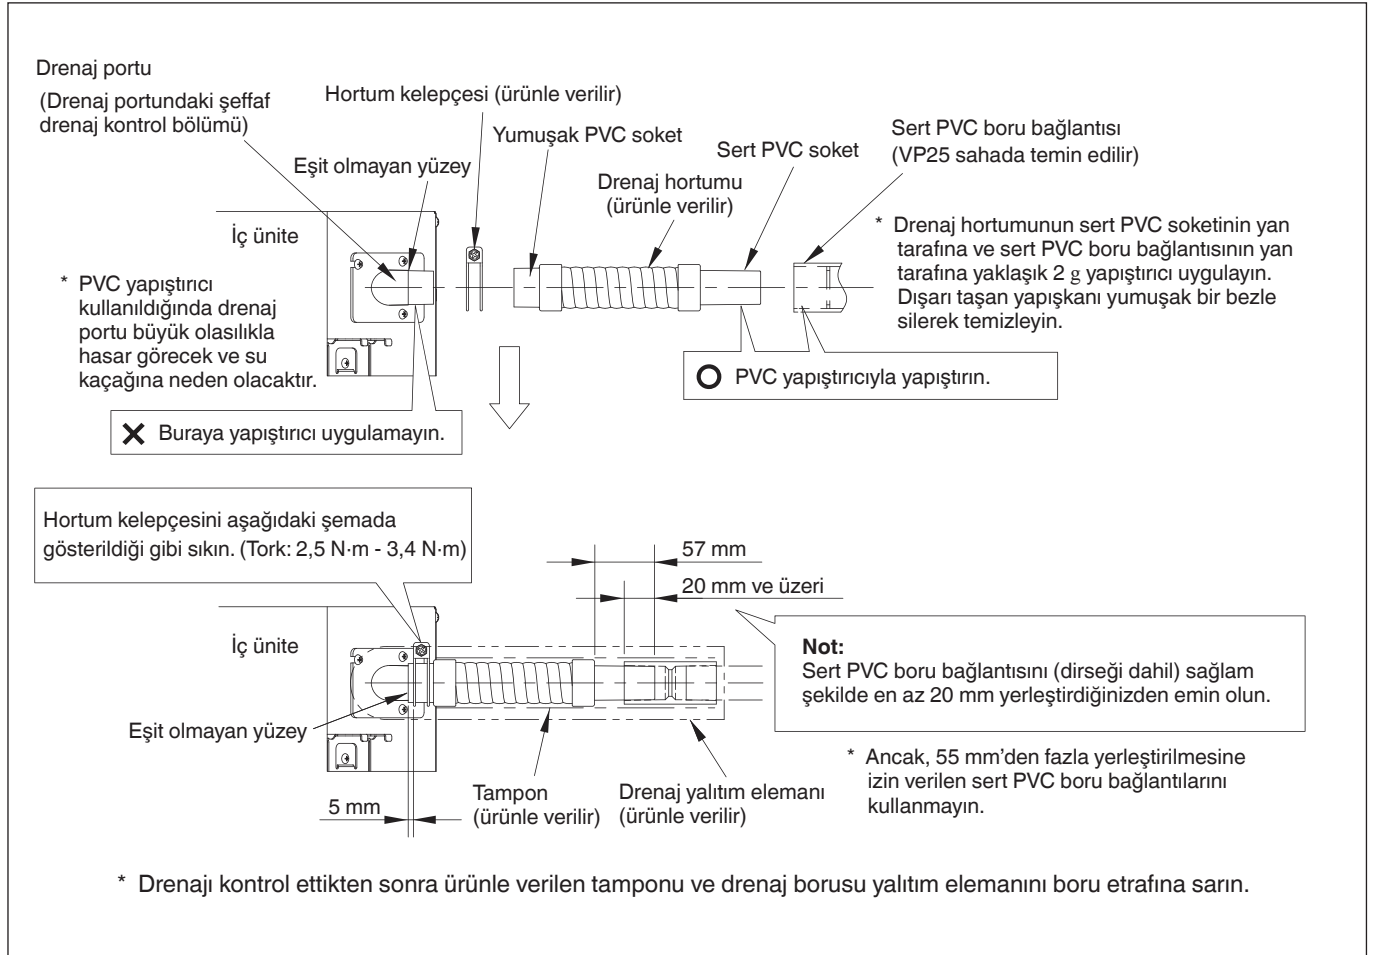 Drenaj portu
(Drenaj portundaki şeffaf
drenaj kontrol bölümü)
Hortum kelepçesi (ürünle verilir)
Yumuşak PVC soket
Eşit olmayan yüzey
Sert PVC soket
Drenaj hortumu
(ürünle verilir)
Sert PVC boru bağlantısı
(VP25 sahada temin edilir)
İç ünite
* PVC yapıştırıcı
kullanıldığında drenaj
portu büyük olasılıkla
hasar görecek ve su
kaçağına neden olacaktır.
* Drenaj hortumunun sert PVC soketinin yan
tarafına ve sert PVC boru bağlantısının yan
tarafına yaklaşık 2 g yapıştırıcı uygulayın.
Dışarı taşan yapışkanı yumuşak bir bezle
silerek temizleyin.
PVC yapıştırıcıyla yapıştırın.
Buraya yapıştırıcı uygulamayın.
Hortum kelepçesini aşağıdaki şemada
gösterildiği gibi sıkın. (Tork: 2,5 N·m - 3,4 N·m)
57 mm
20 mm ve üzeri
İç ünite
Not:
Sert PVC boru bağlantısını (dirseği dahil) sağlam
şekilde en az 20 mm yerleştirdiğinizden emin olun.
Eşit olmayan yüzey
* Ancak, 55 mm’den fazla yerleştirilmesine
izin verilen sert PVC boru bağlantılarını
kullanmayın.
5 mm
Tampon
(ürünle verilir)
Drenaj yalıtım elemanı
(ürünle verilir)
* Drenajı kontrol ettikten sonra ürünle verilen tamponu ve drenaj borusu yalıtım elemanını boru etrafına sarın.